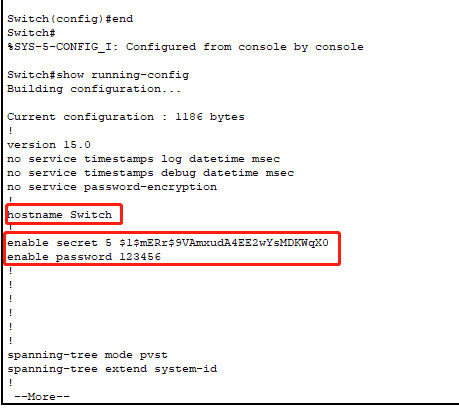 Switch(config)#end
Switch#
%SYS-5-CONFIG_I: Configured from console by console
Switch#show running-config
Building configuration...
Current configuration : 1186 bytes
!
version 15.0
no service timestamps log datetime msec
no service timestamps debug datetime msec
no service password-encryption
!
hostname Switch
!
enable secret 5 $1$mERr$9VAmxudA4EE2wYsMDKWqX0
enable password 123456
!
!
!
!
!
!
spanning-tree mode pvst
spanning-tree extend system-id
!
--More--